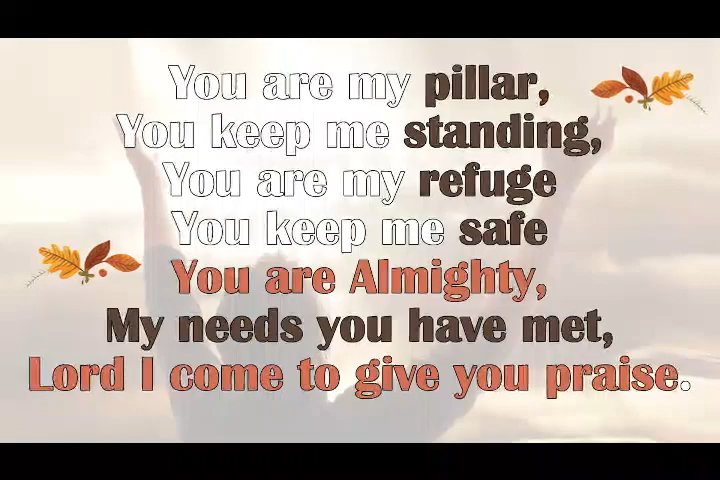 You are my pillar,
You keep me standing,
You are my refuge
You keep me safe
You are Almighty,
My needs you have met,
Lord I come to give you praise.